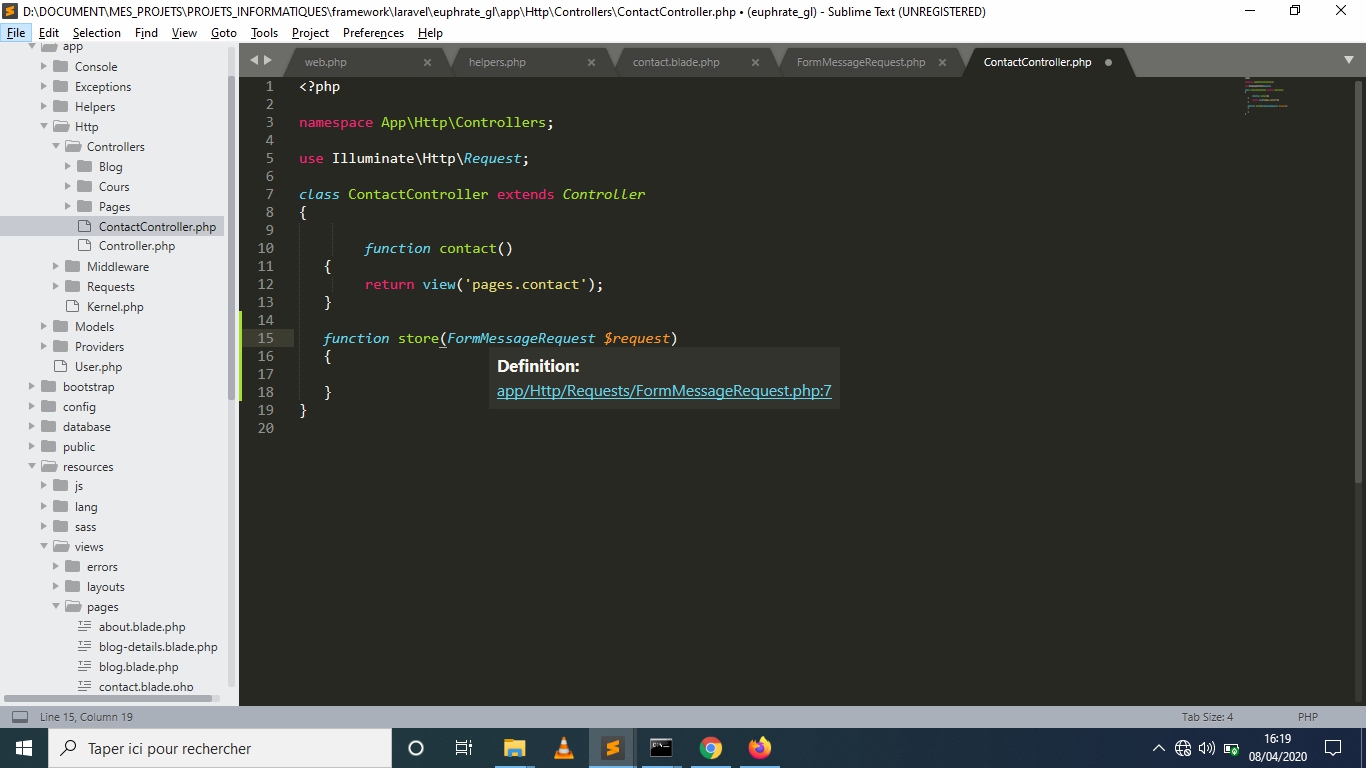 D:\DOCUMENT\MES_PROJETS\PROJETS_INFORMATIQUES\framework\laravel\euphrate_gl\app\Http\Controllers\ContactController.php • (euphrate_gl) - Sublime Text (UNREGISTERED)
File Edit Selection Find View Goto Tools Project Preferences Help
app
Console
Exceptions
Helpers
Http
Controllers
Blog
Cours
Pages
ContactController.php
Controller.php
Middleware
Requests
Kernel.php
Models
Providers
User.php
bootstrap
config
database
public
resources
js
lang
sass
views
errors
layouts
pages
about.blade.php
blog-details.blade.php
blog.blade.php
contact.blade.php
web.php helpers.php contact.blade.php FormMessageRequest.php ContactController.php
1 <?php
2
3 namespace App\Http\Controllers;
4
5 use Illuminate\Http\Request;
6
7 class ContactController extends Controller
8 {
9
10 function contact()
11 {
12 return view('pages.contact');
13 }
14
15 function store(FormMessageRequest $request)
16 {
17
18 }
19 }
20
Definition:
app/Http/Requests/FormMessageRequest.php:7
Line 15, Column 19 Tab Size: 4 PHP
Taper ici pour rechercher
16:19
08/04/2020